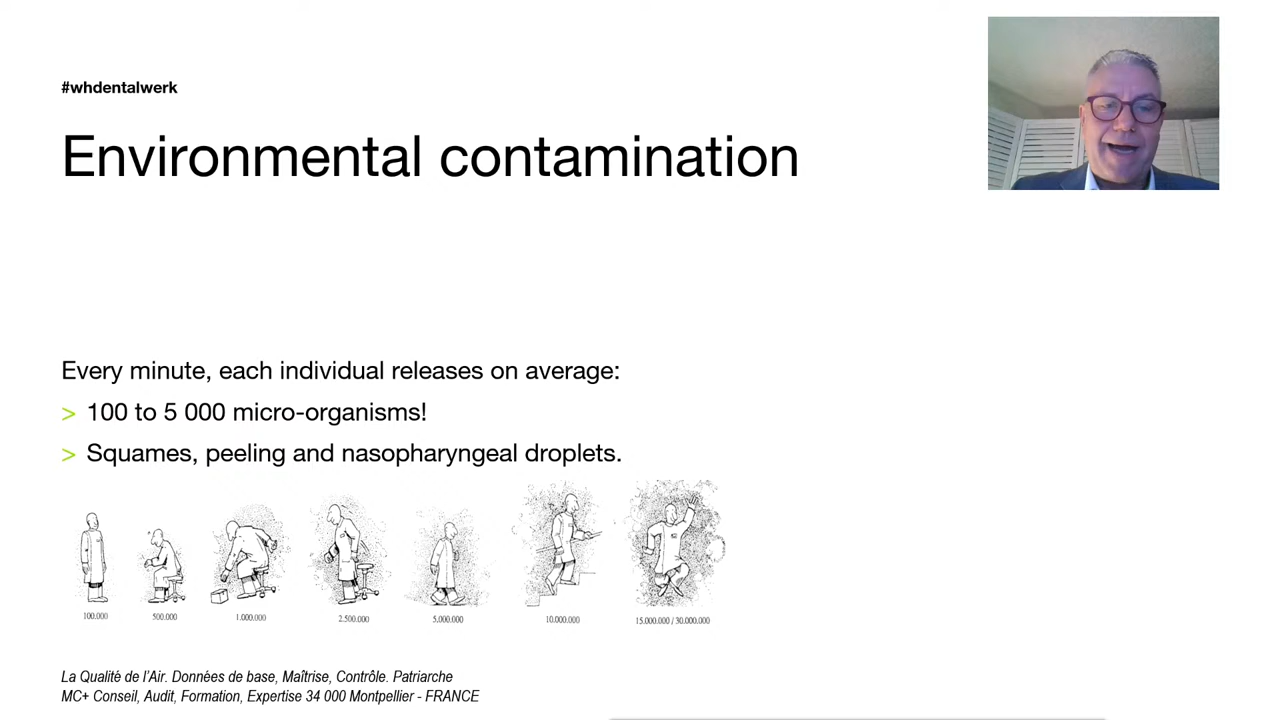 #whdentalwerk
Environmental contamination
Every minute, each individual releases on average:
> 100 to 5 000 micro-organisms!
> Squames, peeling and nasopharyngeal droplets.
100.000 500.000 1.000.000 2.500.000 5.000.000 10.000.000 15.000.000 / 30.000.000
La Qualité de l'Air. Données de base, Maîtrise, Contrôle. Patriarche
MC+ Conseil, Audit, Formation, Expertise 34 000 Montpellier - FRANCE